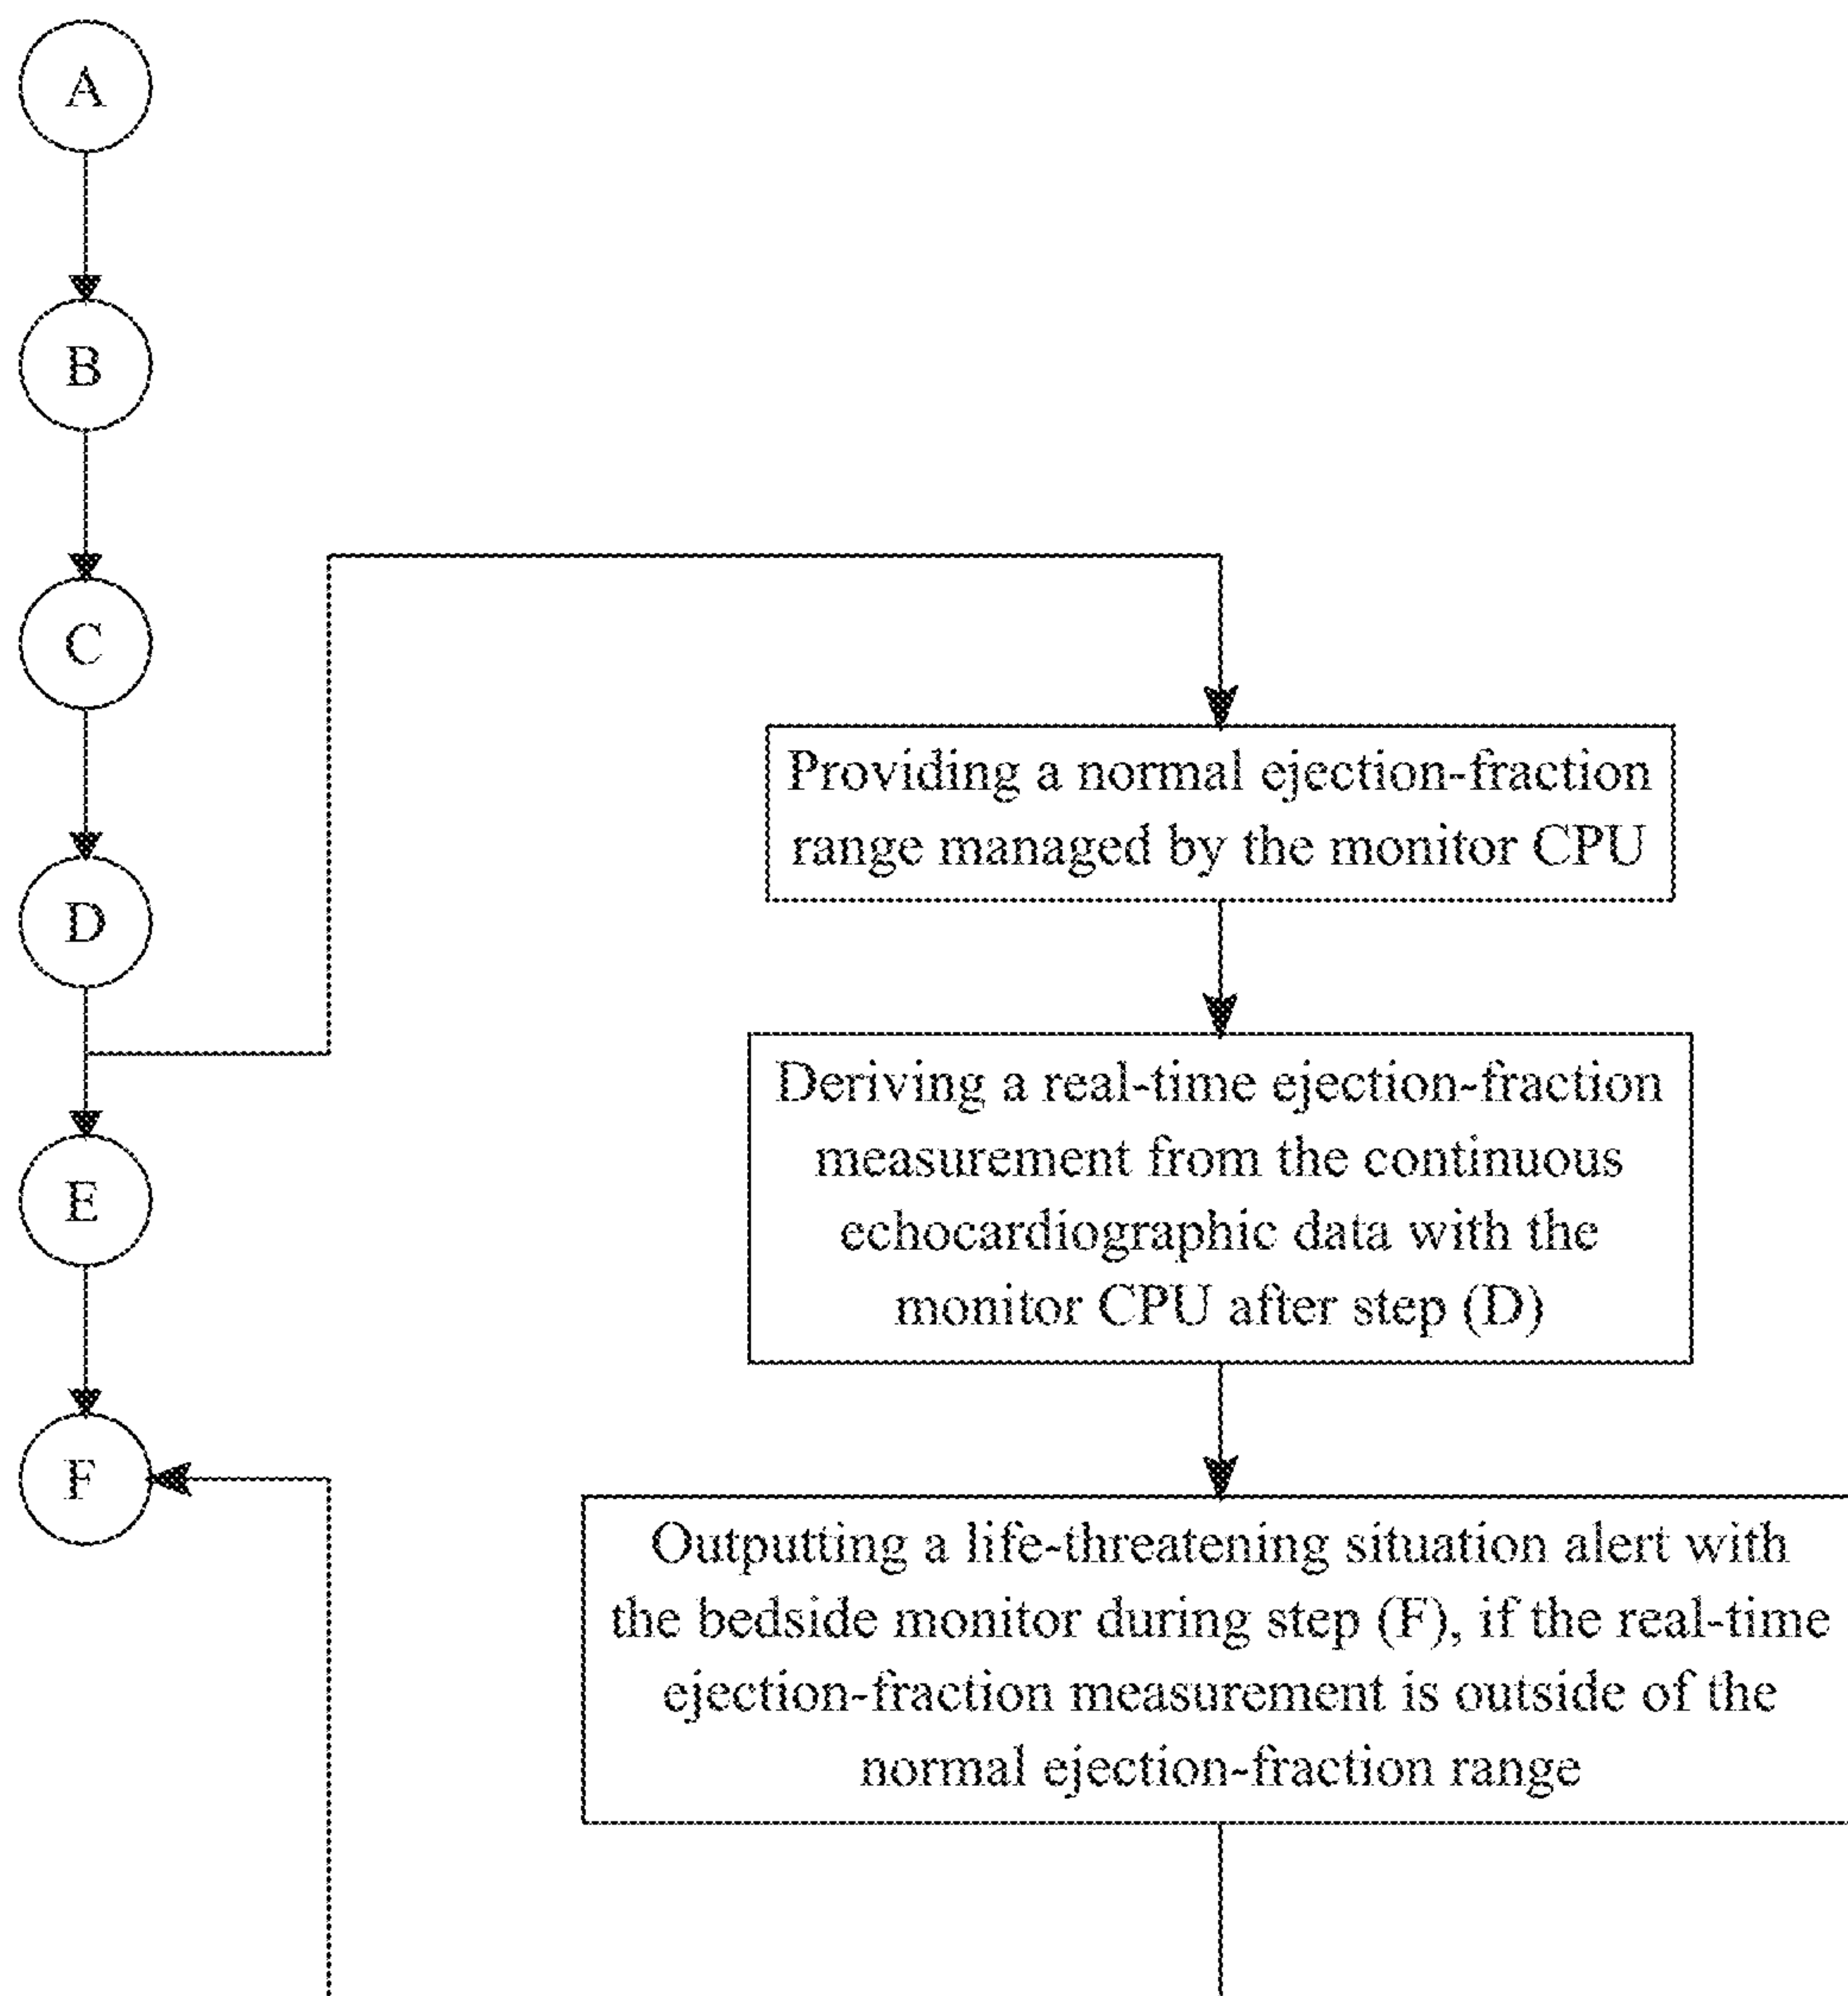 A
B
C
D
E
F
Providing a normal ejection-fraction
range managed by the monitor CPU
Deriving a real-time ejection-fraction
measurement from the continuous
echocardiographic data with the
monitor CPU after step (D)
Outputting a life-threatening situation alert with
the bedside monitor during step (F), if the real-time
ejection-fraction measurement is outside of the
normal ejection-fraction range